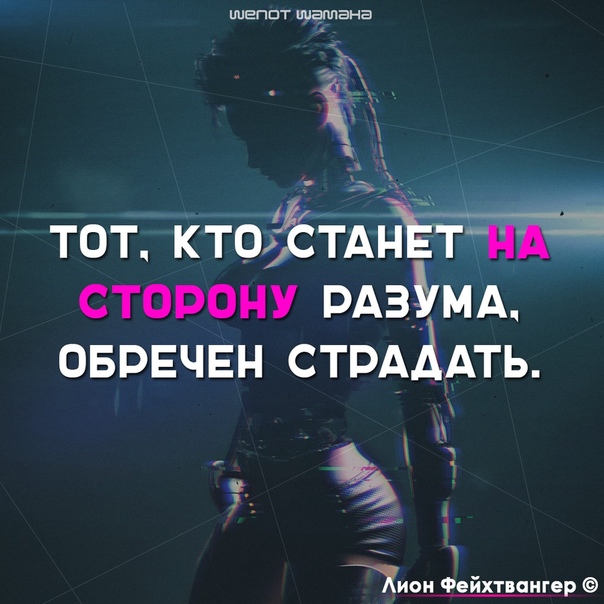 ШЕПОТ ШАМАНА
ТОТ, КТО СТАНЕТ НА
СТОРОНУ РАЗУМА,
ОБРЕЧЕН СТРАДАТЬ.
Лион Фейхтвангер ©